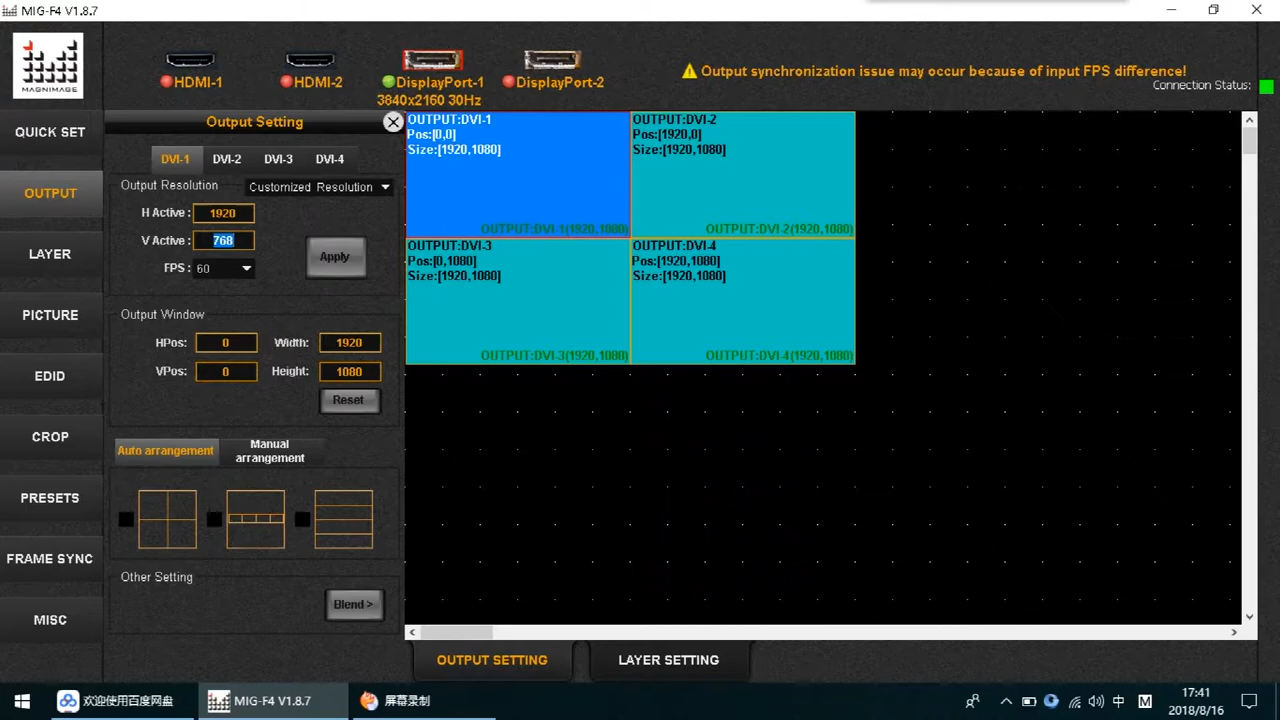 MIG-F4 V1.8.7
MAGNIMAGE
HDMI-1
HDMI-2
DisplayPort-1
3840x2160 30Hz
DisplayPort-2
Output synchronization issue may occur because of input FPS difference!
Connection Status:
QUICK SET
OUTPUT
LAYER
PICTURE
EDID
CROP
PRESETS
FRAME SYNC
MISC
Output Setting
DVI-1
DVI-2
DVI-3
DVI-4
Output Resolution
Customized Resolution
H Active : 1920
V Active : 768
FPS : 60
Apply
Output Window
HPos: 0 Width: 1920
VPos: 0 Height: 1080
Reset
Auto arrangement
Manual
arrangement
Other Setting
Blend >
OUTPUT:DVI-1
Pos:[0,0]
Size:[1920,1080]
OUTPUT:DVI-1(1920,1080)
OUTPUT:DVI-2
Pos:[1920,0]
Size:[1920,1080]
OUTPUT:DVI-2(1920,1080)
OUTPUT:DVI-3
Pos:[0,1080]
Size:[1920,1080]
OUTPUT:DVI-3(1920,1080)
OUTPUT:DVI-4
Pos:[1920,1080]
Size:[1920,1080]
OUTPUT:DVI-4(1920,1080)
OUTPUT SETTING
LAYER SETTING
欢迎使用百度网盘
MIG-F4 V1.8.7
屏幕录制
中
M
17:41
2018/8/16